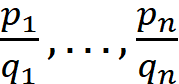 p₁/q₁ , . . . , pₙ/qₙ